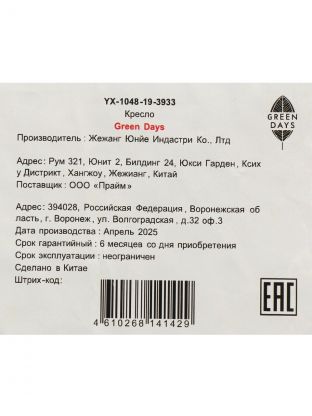 YX-1048-19-3933
Кресло
Green Days
GREEN
DAYS
Производитель : Жежанг Юнйе Индастри Ко., Лтд
Адрес: Рум 321, Юнит 2, Билдинг 24, Юкси Гарден, Ксих
у Дистрикт, Хангжоу, Жежианг, Китай
Поставщик : ООО «Прайм»
Адрес: 394028, Российская Федерация, Воронежская об
ласть, г. Воронеж, ул. Волгоградская, д.32 оф.3
Дата производства : Апрель 2025
Срок гарантийный : 6 месяцев со дня приобретения
Срок эксплуатации : неограничен
Сделано в Китае
Штрих-код:
4 610268 141429
EAC